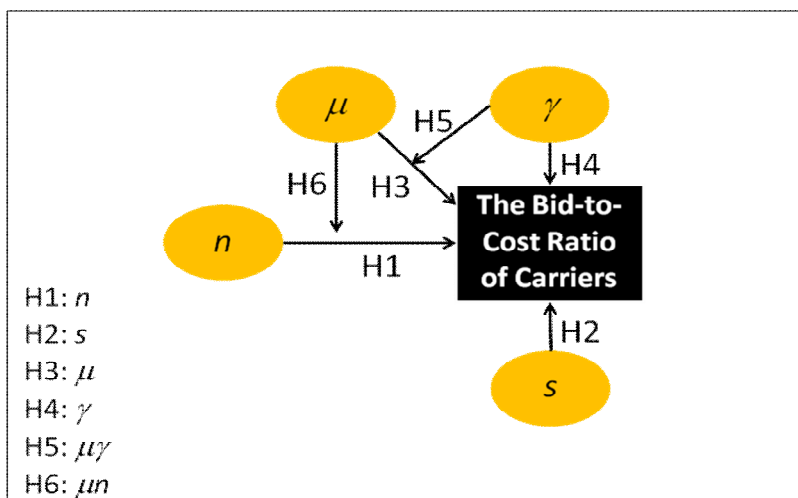 μ
γ
H5
H4
H6
H3
The Bid-to-
Cost Ratio
of Carriers
n
H1
H2
s
H1: n
H2: s
H3: μ
H4: γ
H5: μγ
H6: μn